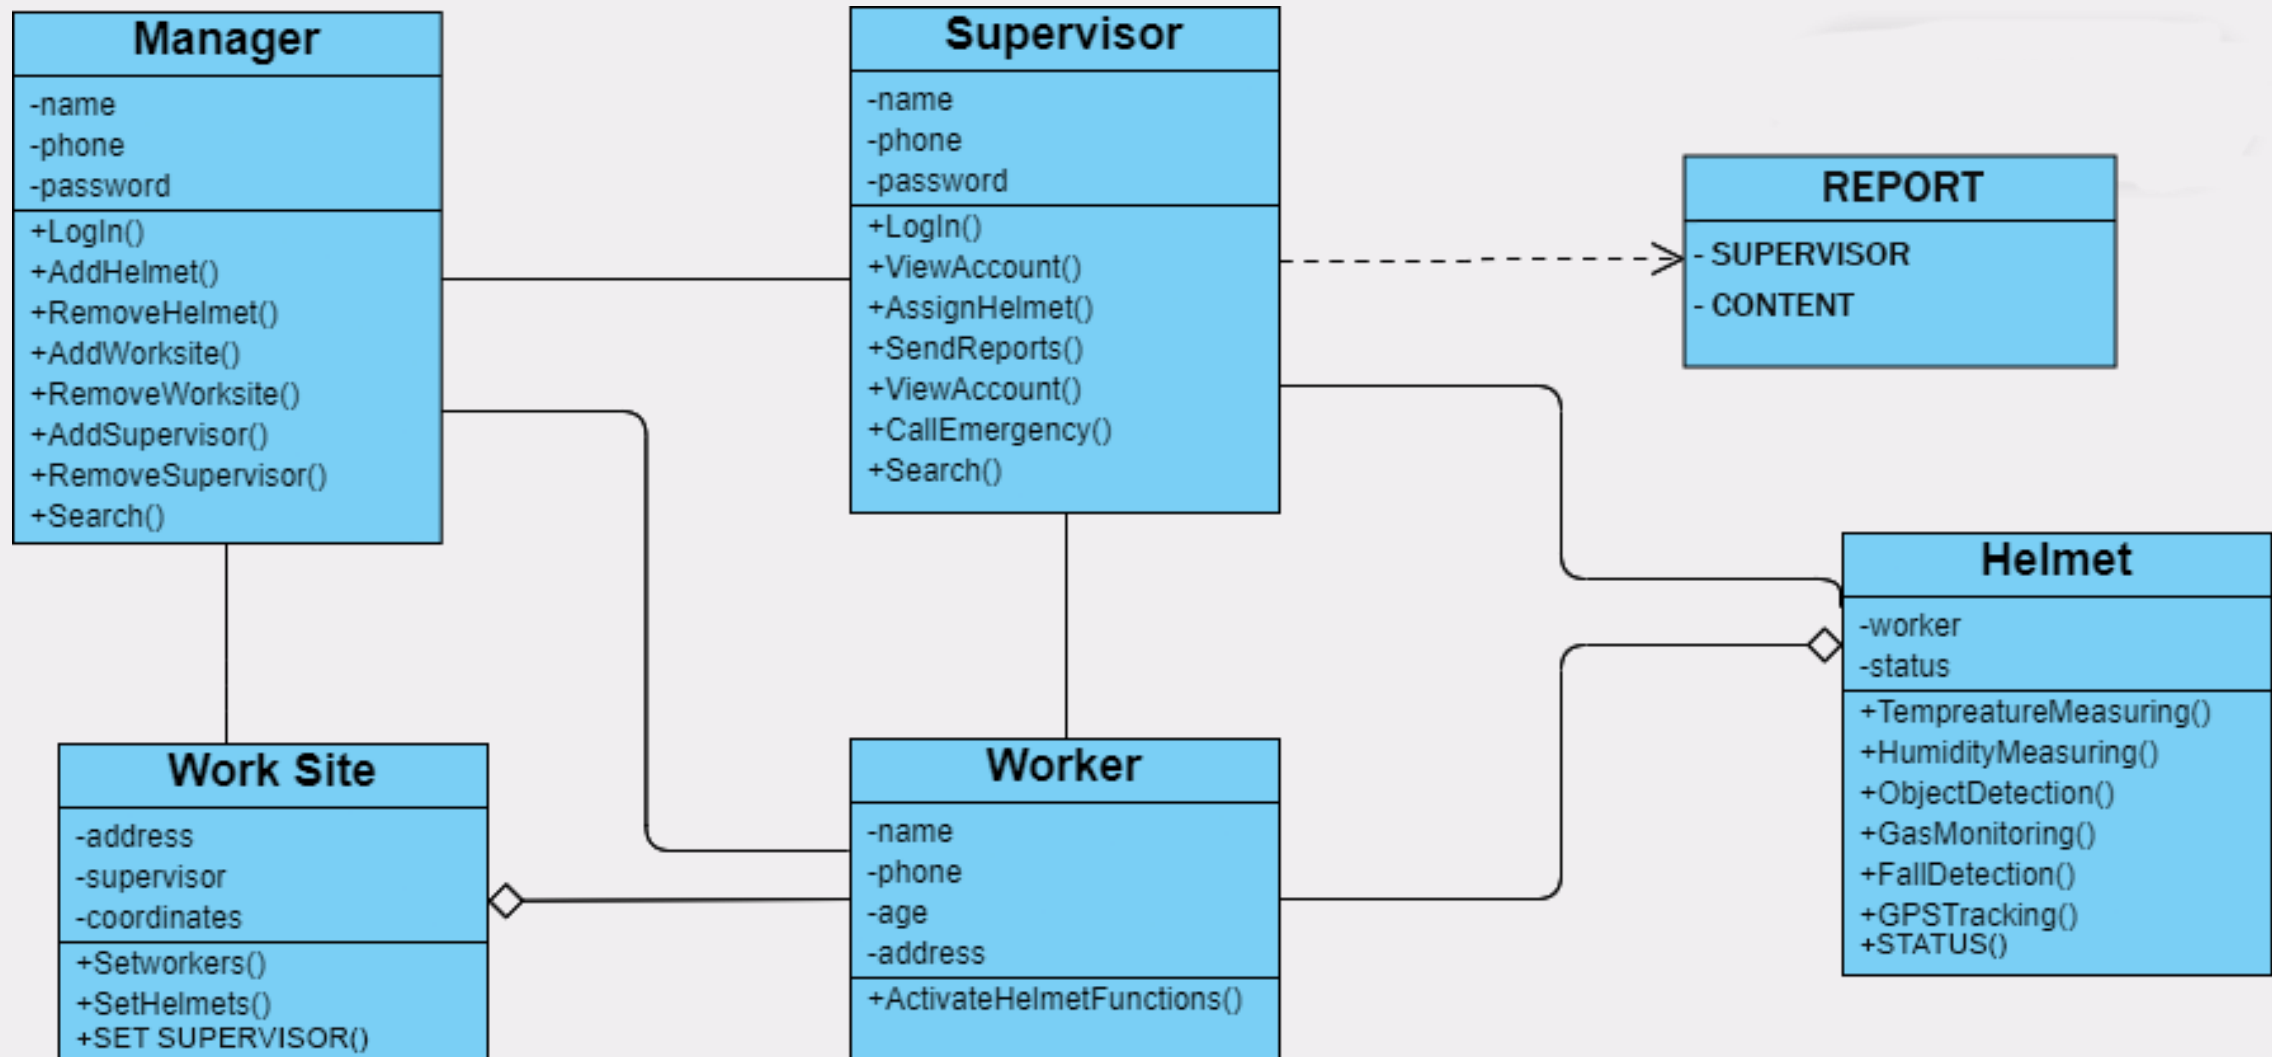 Manager
-name
-phone
-password
+LogIn()
+AddHelmet()
+RemoveHelmet()
+AddWorksite()
+RemoveWorksite()
+AddSupervisor()
+RemoveSupervisor()
+Search()
Supervisor
-name
-phone
-password
+LogIn()
+ViewAccount()
+AssignHelmet()
+SendReports()
+ViewAccount()
+CallEmergency()
+Search()
REPORT
- SUPERVISOR
- CONTENT
Helmet
-worker
-status
+TempreatureMeasuring()
+HumidityMeasuring()
+ObjectDetection()
+GasMonitoring()
+FallDetection()
+GPSTracking()
+STATUS()
Work Site
-address
-supervisor
-coordinates
+Setworkers()
+SetHelmets()
+SET SUPERVISOR()
Worker
-name
-phone
-age
-address
+ActivateHelmetFunctions()